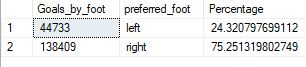 Goals_by_foot preferred_foot Percentage
1 44733 left 24.320797699112
2 138409 right 75.251319802749